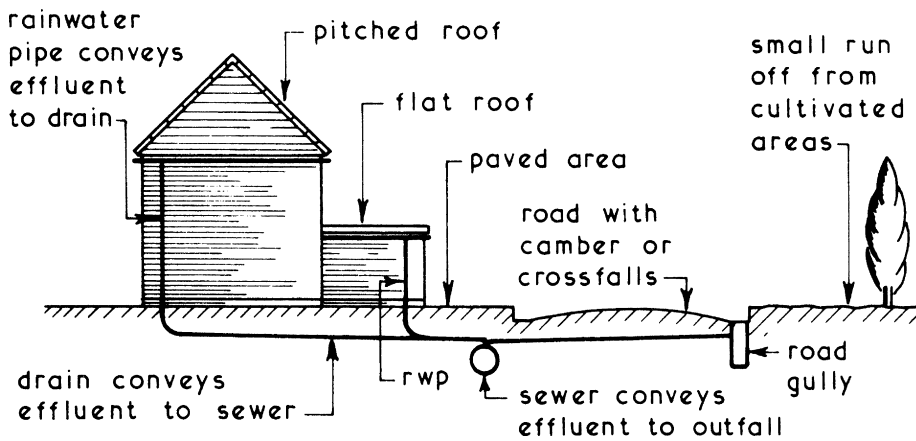 rainwater
pipe conveys
effluent
to drain
pitched roof
flat roof
paved area
small run
off from
cultivated
areas
road with
camber or
crossfalls
drain conveys
effluent to sewer
rwp
sewer conveys
effluent to outfall
road
gully